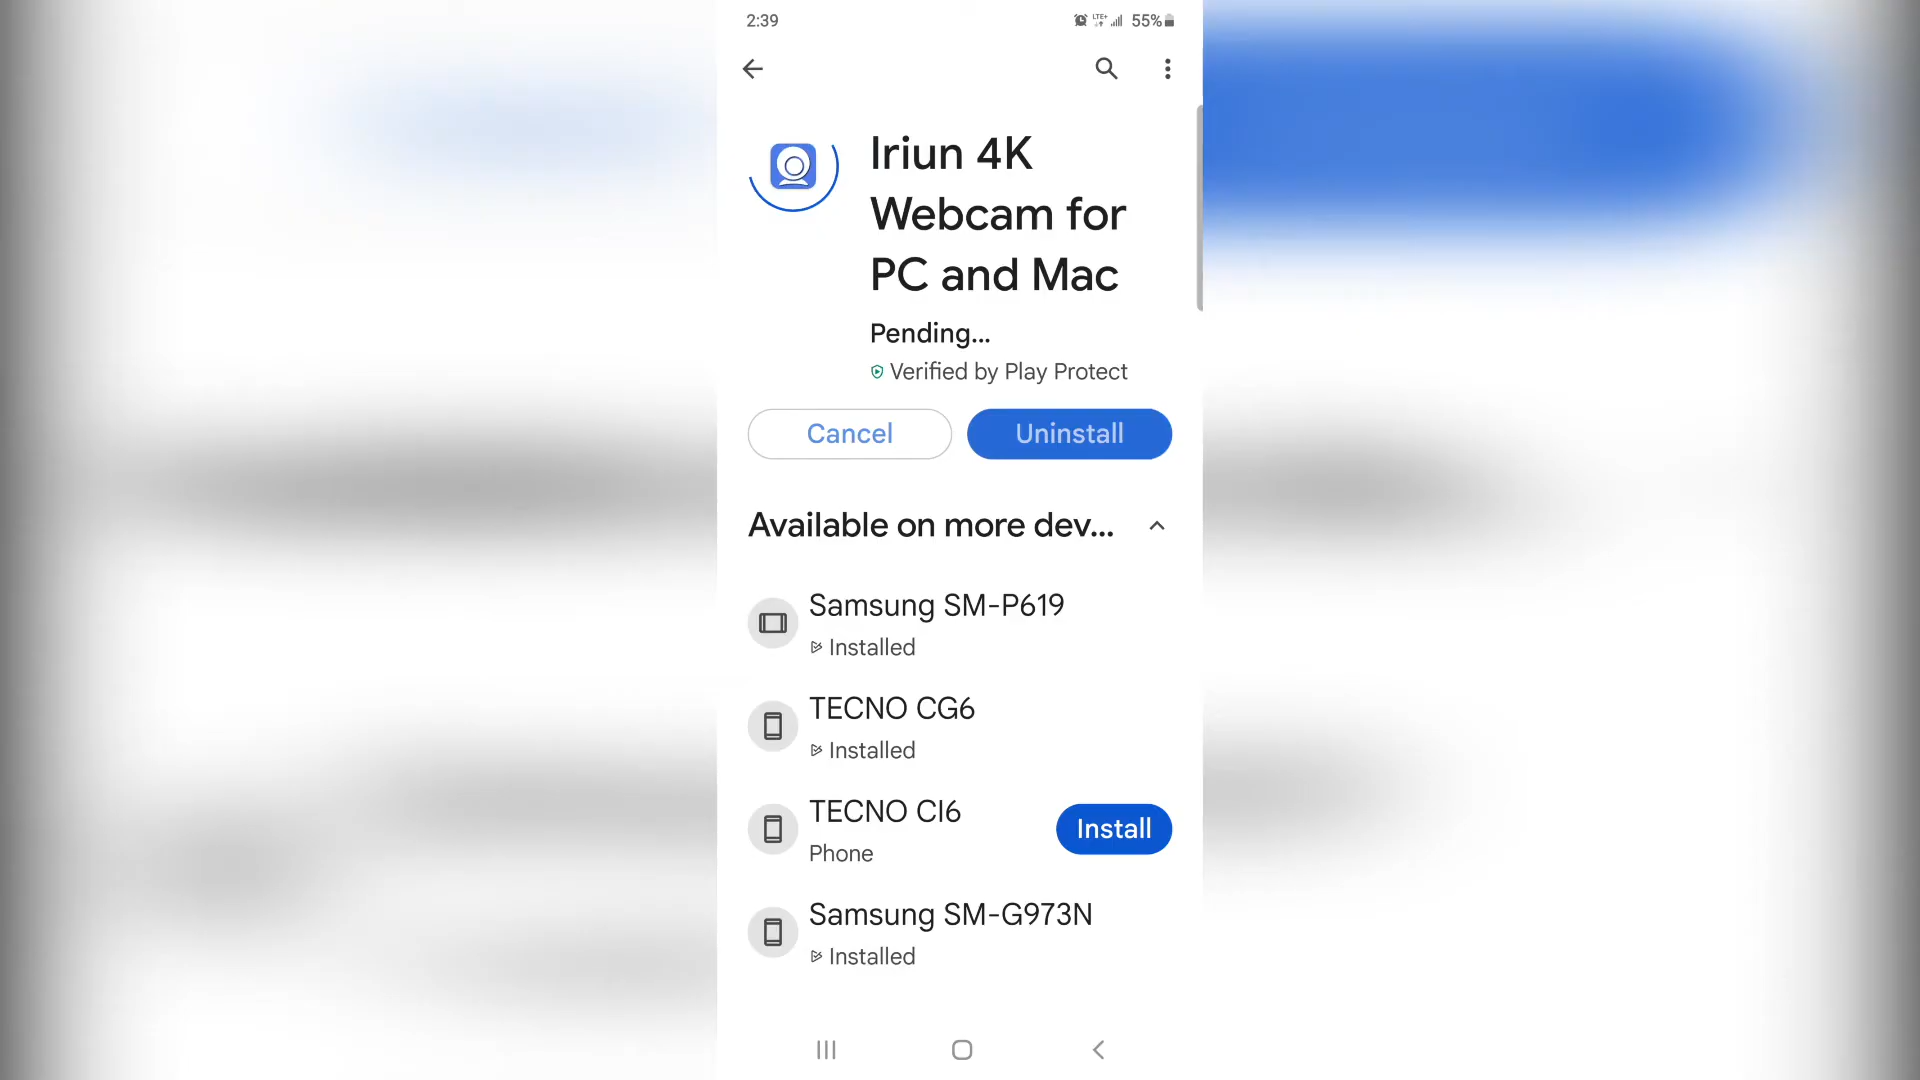 2:39
LTE+
55%
Iriun 4K
Webcam for
PC and Mac
Pending...
Verified by Play Protect
Cancel
Uninstall
Available on more dev...
Samsung SM-P619
Installed
TECNO CG6
Installed
TECNO CI6
Phone
Install
Samsung SM-G973N
Installed